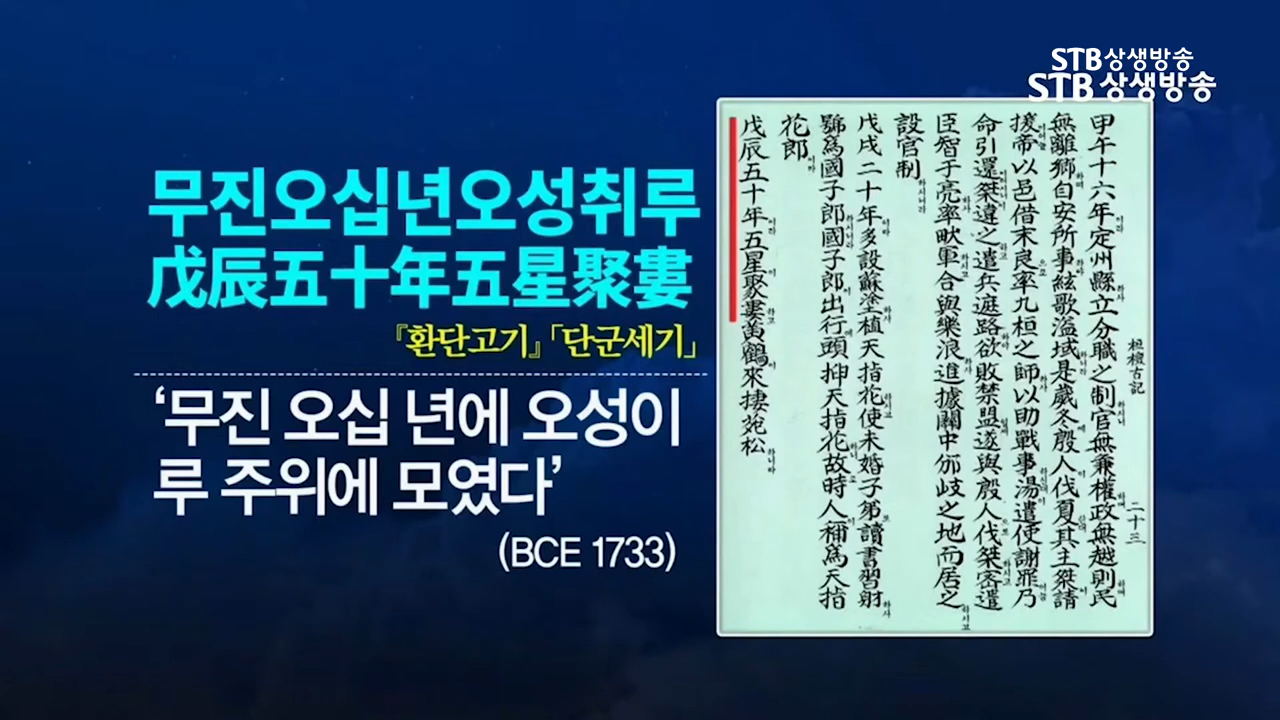 STB상생방송
STB 상생방송
무진오십년오성취루
戊辰五十年五星聚婁
『환단고기』「단군세기」
‘무진 오십 년에 오성이
루 주위에 모였다’
(BCE 1733)
桓檀古記
二十三
甲午十六年定州縣立分職之制官無兼權政無越則民
無離鄕自安所事絃歌溢域是歲冬殷人伐夏其主桀請
援帝以邑借末良率九桓之師以助戰事湯遣使謝罪乃
命引還桀違之遣兵遮路欲敗禁盟遂與殷人伐桀密遣
臣智于亮率畎軍合與樂浪進據關中邠岐之地而居之
設官制
戊戌二十年多設蘇塗植天指花使未婚子弟讀書習射
號爲國子郞國子郞出行頭揷天指花故時人稱爲天指
花郞
戊辰五十年五星聚婁黃鶴來捿苑松